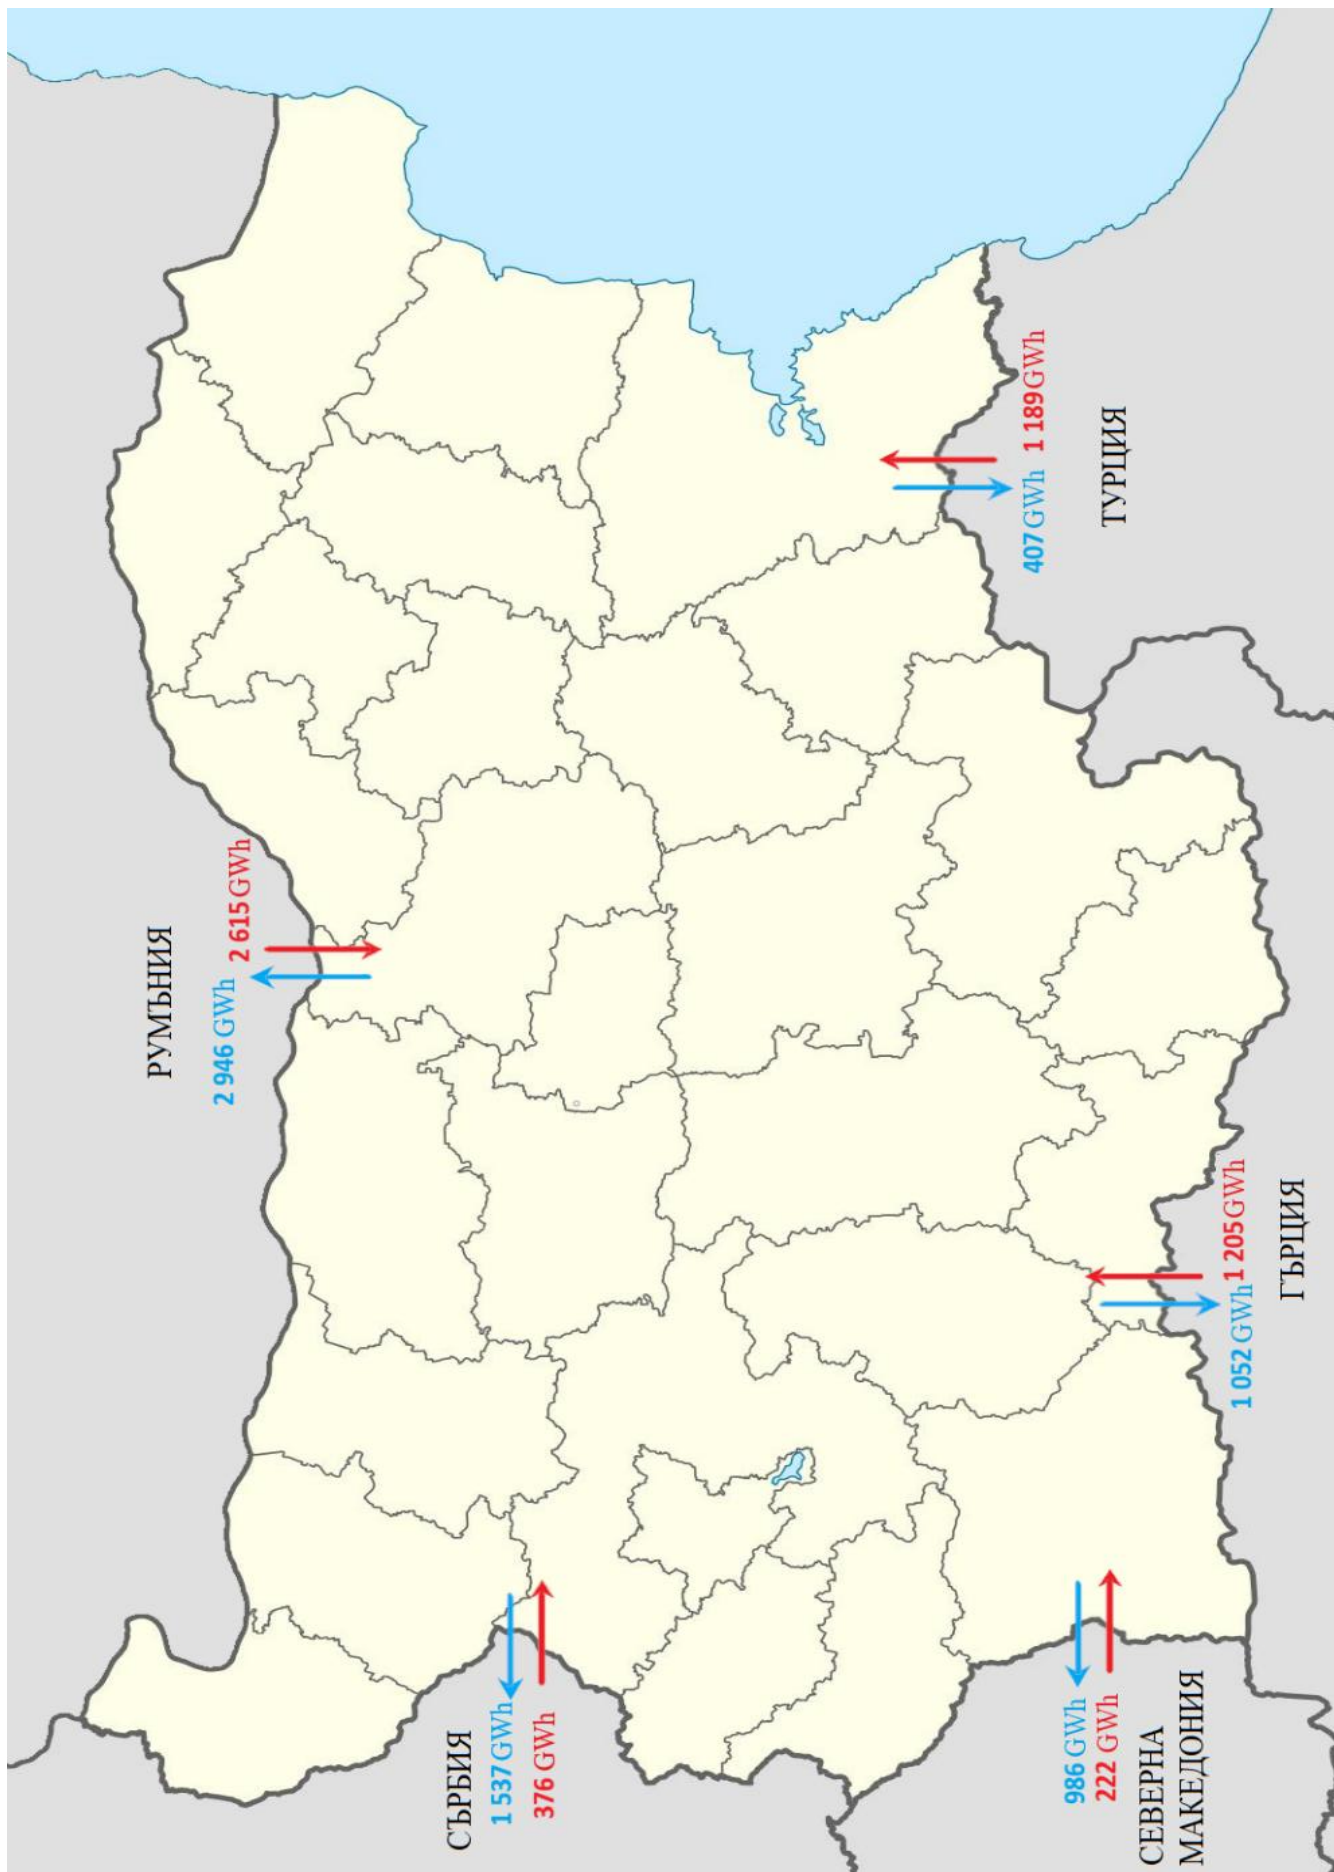 РУМЪНИЯ
2 946 GWh
2 615 GWh
СЪРБИЯ
1 537 GWh
376 GWh
986 GWh
222 GWh
СЕВЕРНА
МАКЕДОНИЯ
407 GWh
1 189 GWh
ТУРЦИЯ
1 052 GWh
1 205 GWh
ГЪРЦИЯ